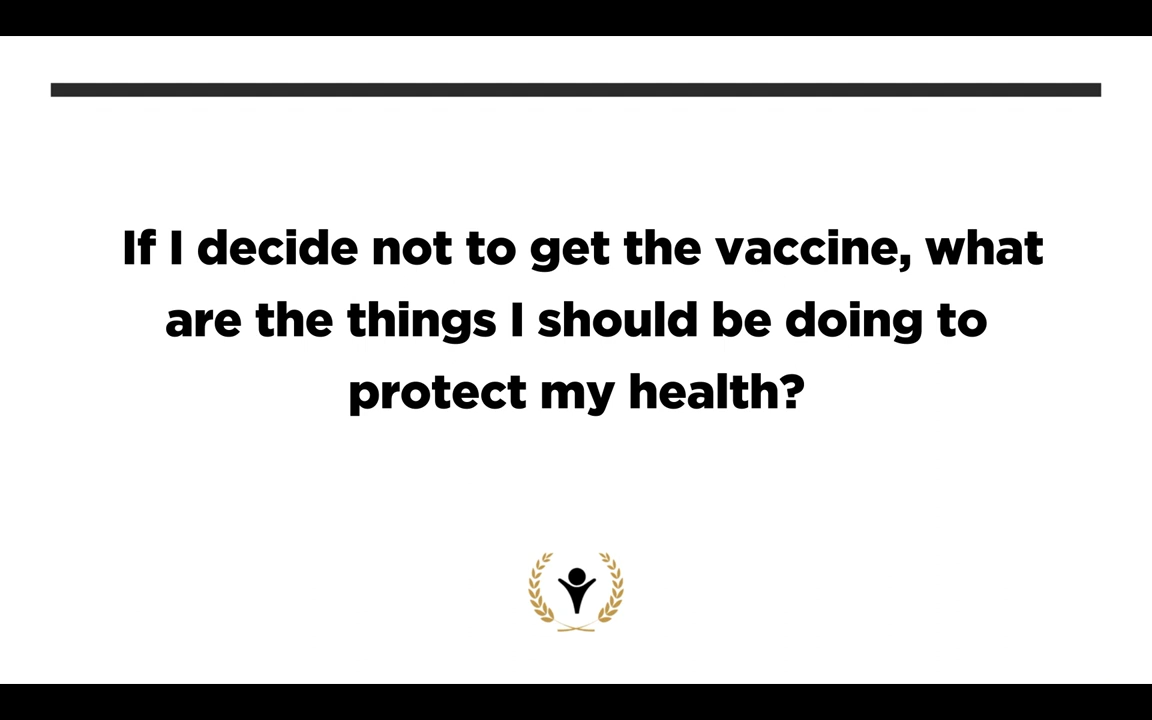 If I decide not to get the vaccine, what
are the things I should be doing to
protect my health?